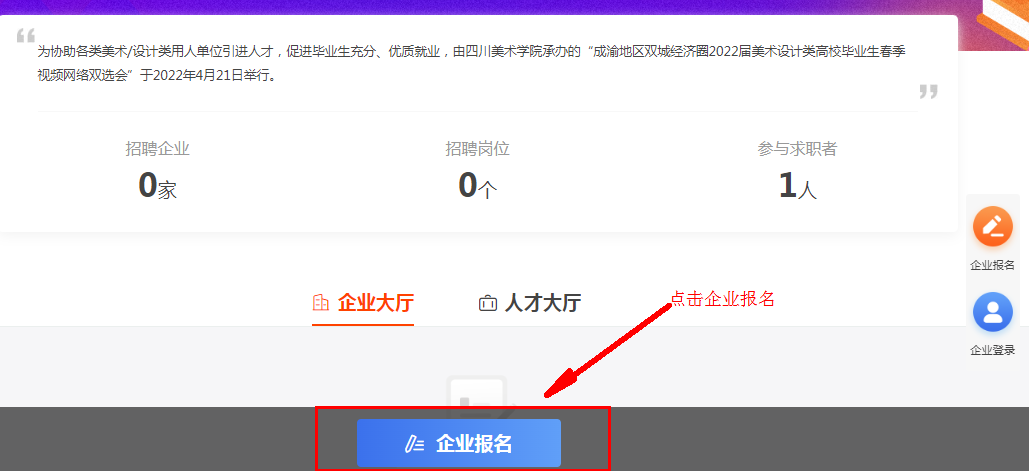 为协助各类美术/设计类用人单位引进人才，促进毕业生充分、优质就业，由四川美术学院承办的“成渝地区双城经济圈2022届美术设计类高校毕业生春季
视频网络双选会”于2022年4月21日举行。
招聘企业 招聘岗位 参与求职者
0家 0个 1人
企业报名
企业大厅 人才大厅 点击企业报名
企业登录
企业报名